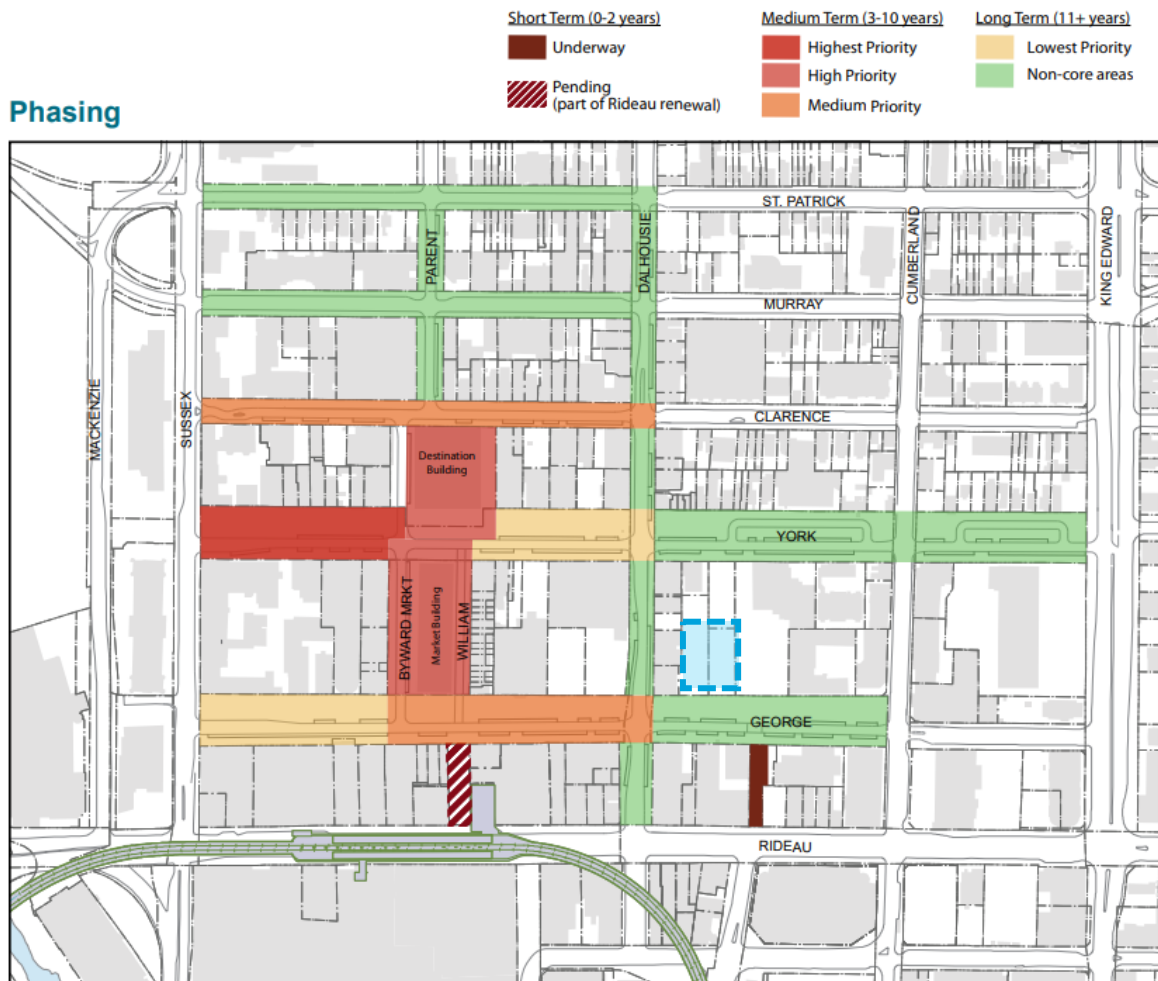 Short Term (0-2 years)
Underway
Pending
(part of Rideau renewal)
Medium Term (3-10 years)
Highest Priority
High Priority
Medium Priority
Long Term (11+ years)
Lowest Priority
Non-core areas
Phasing
ST. PATRICK
PARENT
DALHOUSIE
CUMBERLAND
KING EDWARD
MURRAY
MACKENZIE
SUSSEX
CLARENCE
Destination
Building
YORK
BYWARD MRKT
Market Building
WILLIAM
GEORGE
RIDEAU